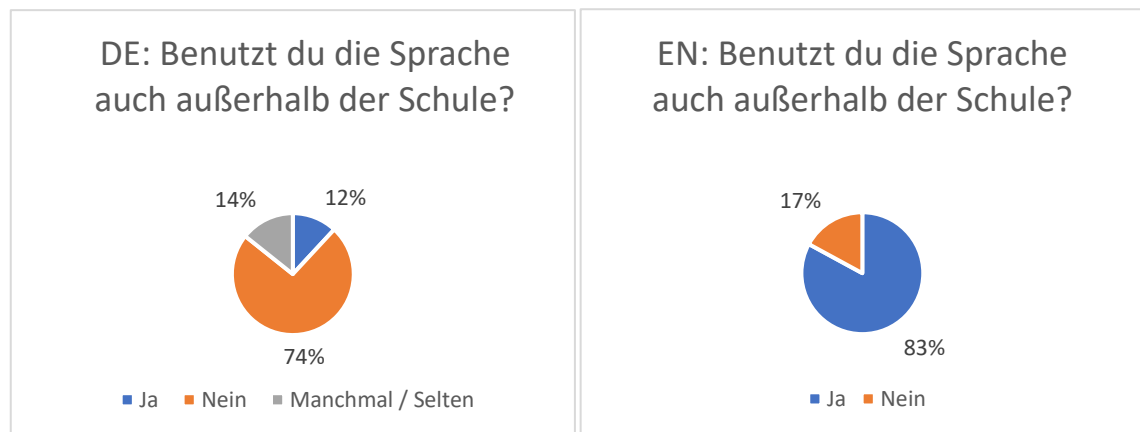 DE: Benutzt du die Sprache
auch außerhalb der Schule?
14%
12%
74%
Ja Nein Manchmal / Selten
EN: Benutzt du die Sprache
auch außerhalb der Schule?
17%
83%
Ja Nein